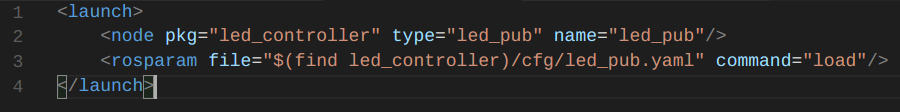 1 <launch>
2 <node pkg="led_controller" type="led_pub" name="led_pub"/>
3 <rosparam file="$(find led_controller)/cfg/led_pub.yaml" command="load"/>
4 </launch>